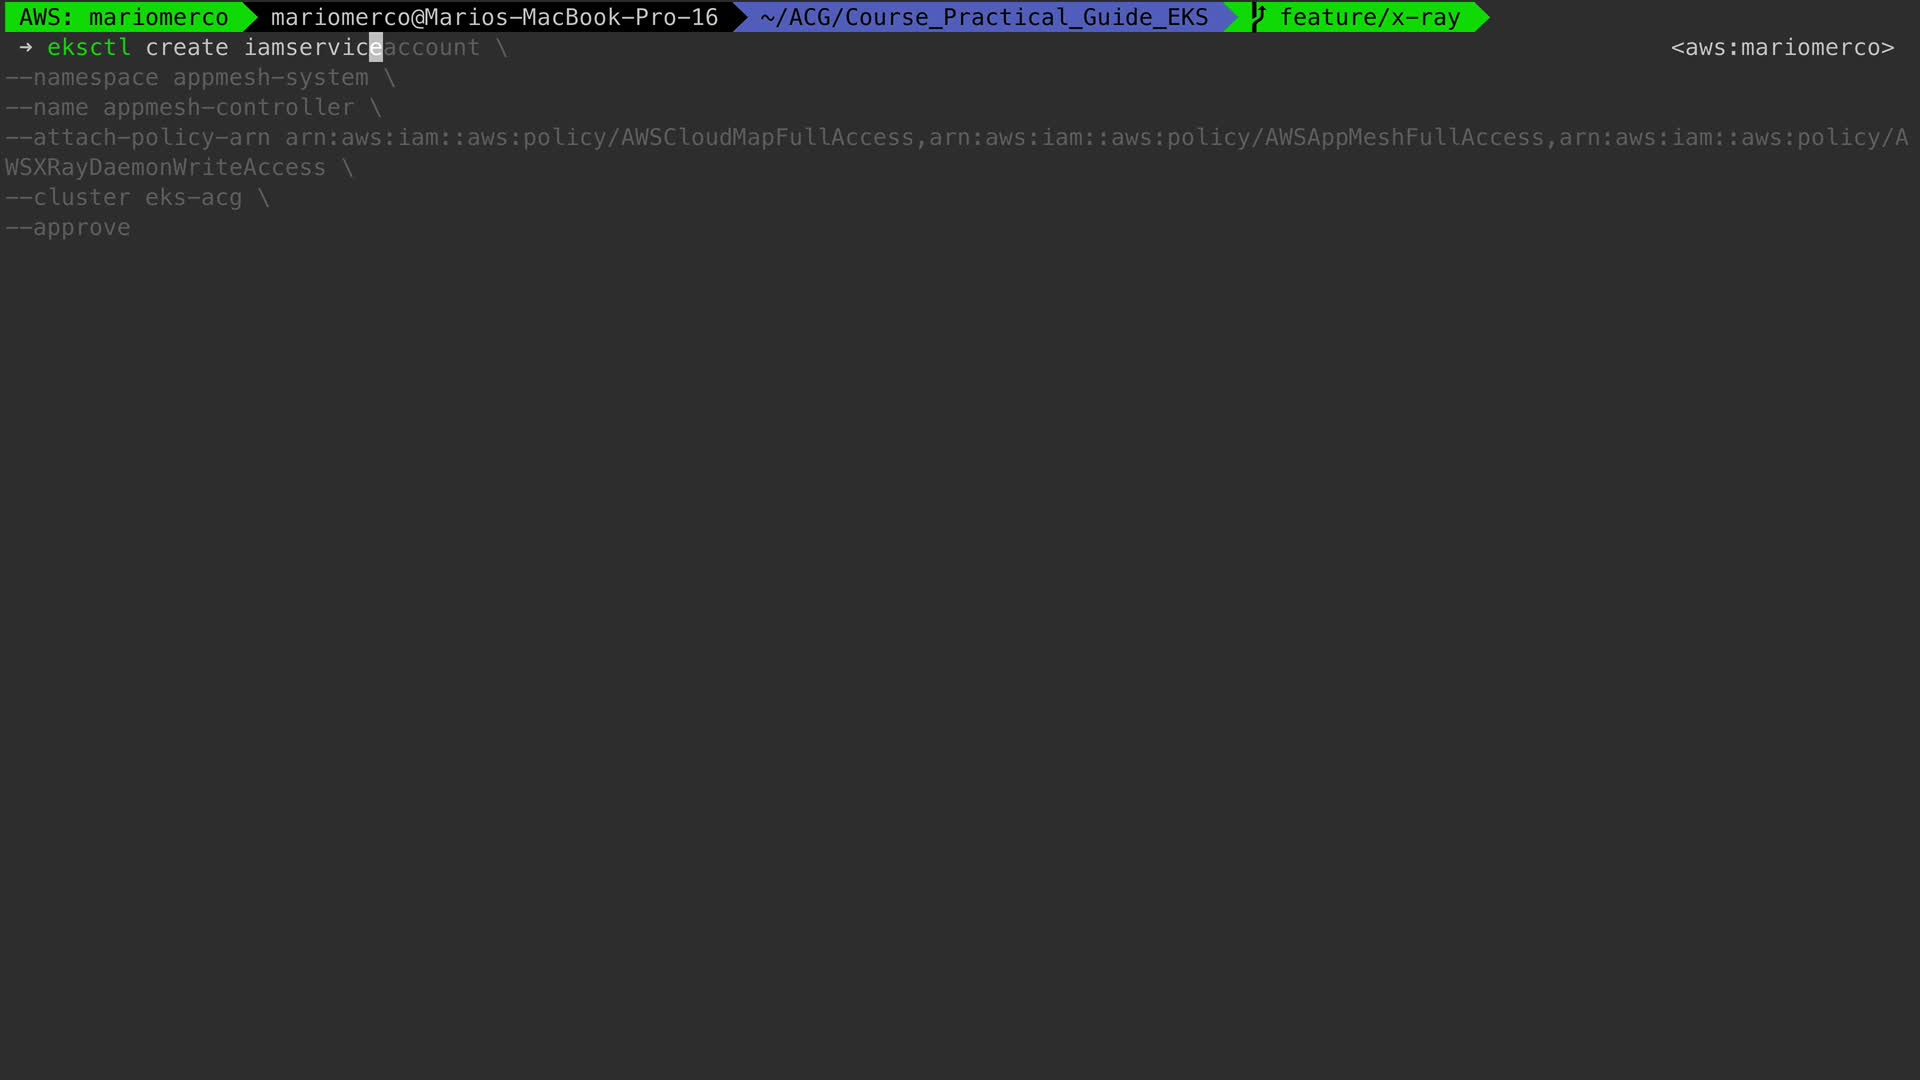 AWS: mariomerco mariomerco@Marios-MacBook-Pro-16 ~/ACG/Course_Practical_Guide_EKS feature/x-ray
➜ eksctl create iamserviceaccount \ <aws:mariomerco>
--namespace appmesh-system \
--name appmesh-controller \
--attach-policy-arn arn:aws:iam::aws:policy/AWSCloudMapFullAccess,arn:aws:iam::aws:policy/AWSAppMeshFullAccess,arn:aws:iam::aws:policy/A
WSXRayDaemonWriteAccess \
--cluster eks-acg \
--approve